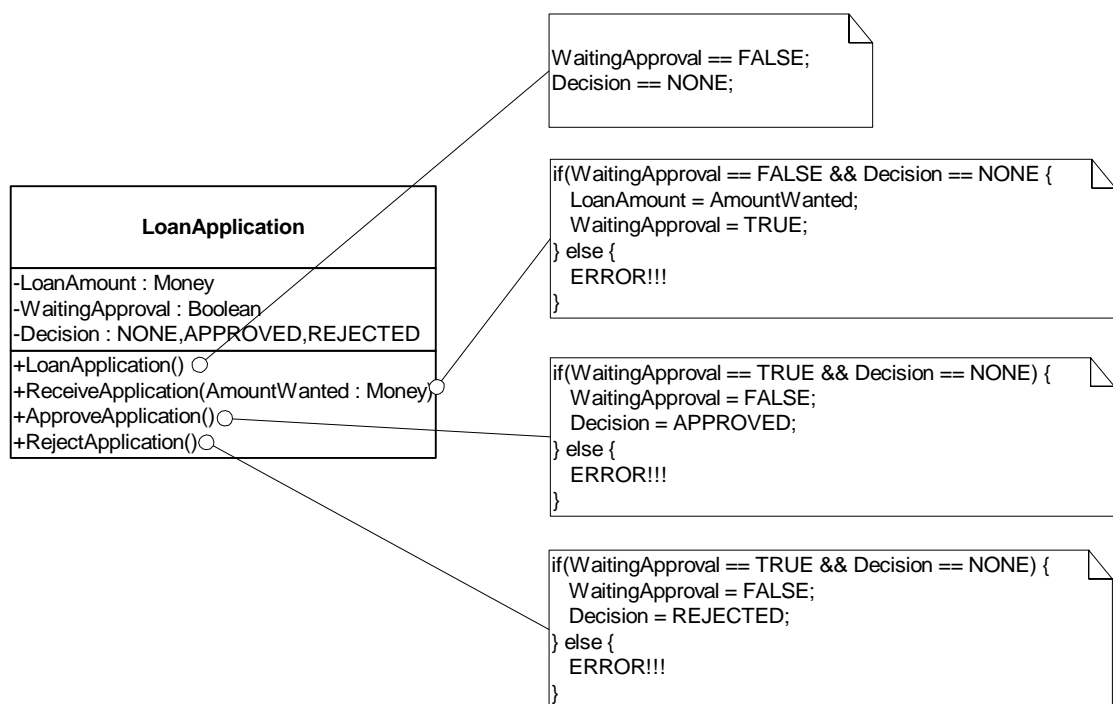 WaitingApproval == FALSE;
Decision == NONE;
if(WaitingApproval == FALSE && Decision == NONE {
LoanAmount = AmountWanted;
WaitingApproval = TRUE;
} else {
ERROR!!!
}
LoanApplication
-LoanAmount : Money
-WaitingApproval : Boolean
-Decision : NONE,APPROVED,REJECTED
+LoanApplication()
+ReceiveApplication(AmountWanted : Money)
+ApproveApplication()
+RejectApplication()
if(WaitingApproval == TRUE && Decision == NONE) {
WaitingApproval = FALSE;
Decision = APPROVED;
} else {
ERROR!!!
}
if(WaitingApproval == TRUE && Decision == NONE) {
WaitingApproval = FALSE;
Decision = REJECTED;
} else {
ERROR!!!
}